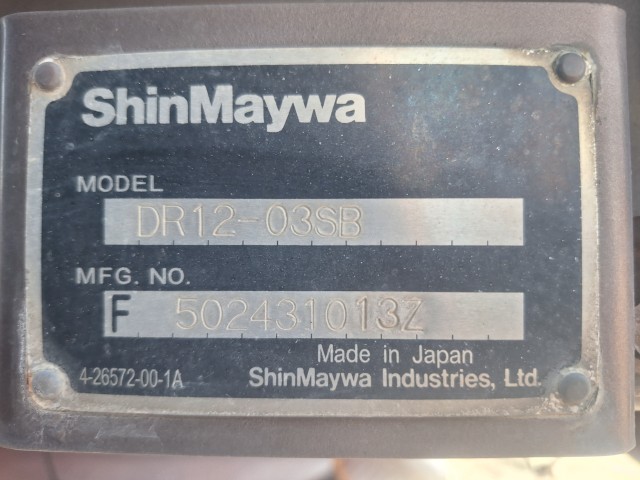 ShinMaywa
MODEL
DR12-03SB
MFG. NO.
F 502431013Z
Made in Japan
4-26572-00-1A ShinMaywa Industries, Ltd.